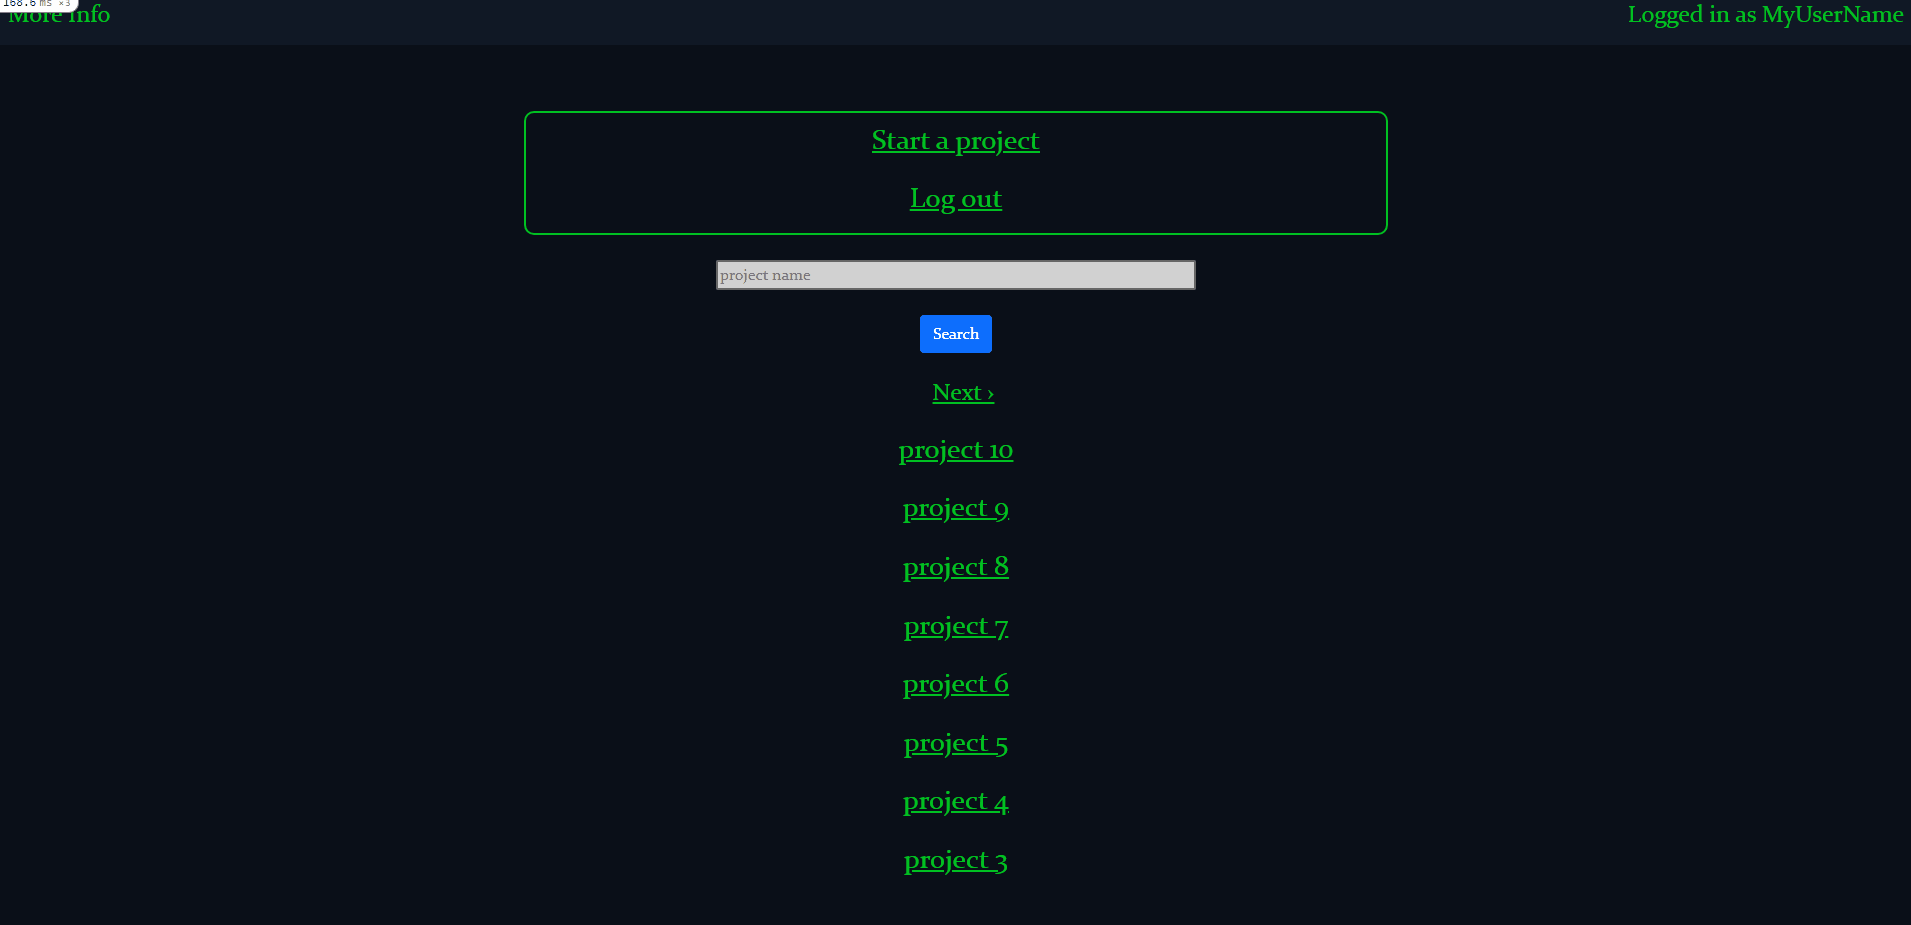 168.6 ms ×3
More Info
Logged in as MyUserName
Start a project
Log out
project name
Search
Next ›
project 10
project 9
project 8
project 7
project 6
project 5
project 4
project 3